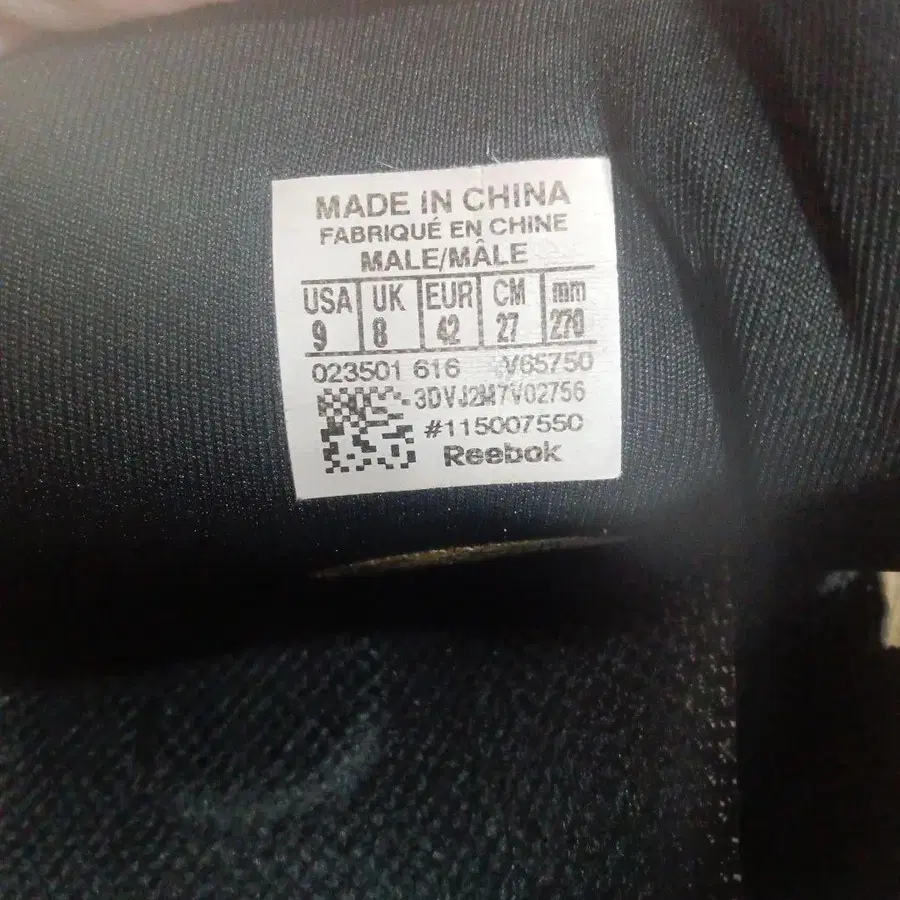 MADE IN CHINA
FABRIQUÉ EN CHINE
MALE/MÂLE
USA UK EUR CM mm
9 8 42 27 270
023501 616 V65750
3DVJ2M7V02756
#115007550
Reebok